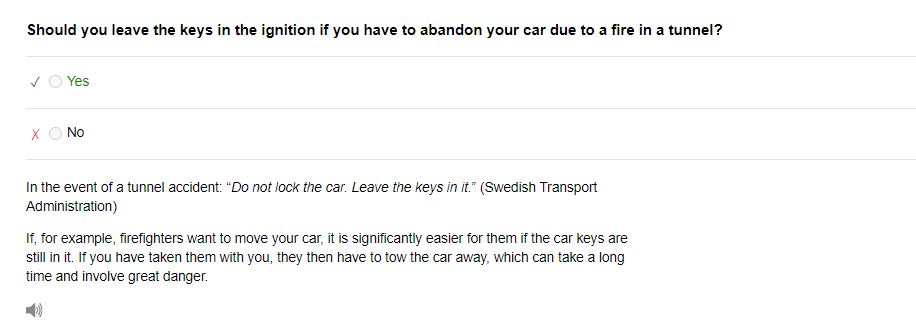 Should you leave the keys in the ignition if you have to abandon your car due to a fire in a tunnel?
✓ Yes
X No
In the event of a tunnel accident: “Do not lock the car. Leave the keys in it.” (Swedish Transport
Administration)
If, for example, firefighters want to move your car, it is significantly easier for them if the car keys are
still in it. If you have taken them with you, they then have to tow the car away, which can take a long
time and involve great danger.